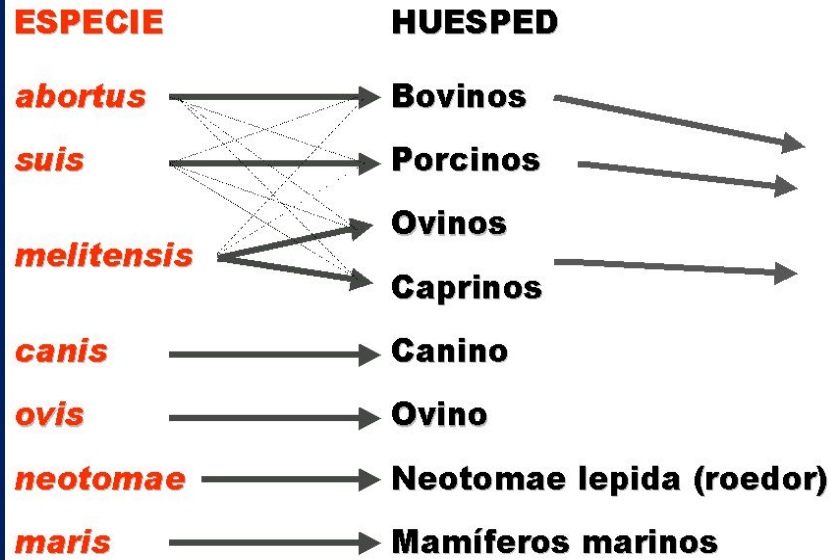 ESPECIE HUESPED
abortus Bovinos
suis Porcinos
Ovinos
melitensis
Caprinos
canis Canino
ovis Ovino
neotomae Neotomae lepida (roedor)
maris Mamíferos marinos